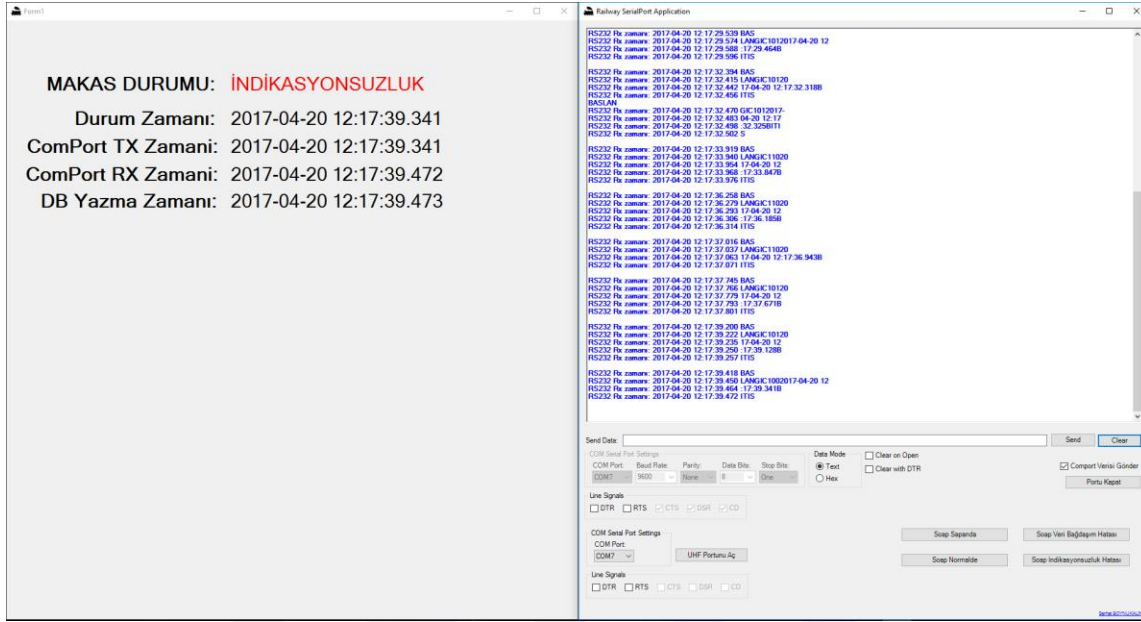 Form1
MAKAS DURUMU: İNDİKASYONSUZLUK
Durum Zamanı: 2017-04-20 12:17:39.341
ComPort TX Zamani: 2017-04-20 12:17:39.341
ComPort RX Zamani: 2017-04-20 12:17:39.472
DB Yazma Zamanı: 2017-04-20 12:17:39.473
Railway SerialPort Application
RS232 Rx zamanı: 2017-04-20 12:17:29.539 BAS
RS232 Rx zamanı: 2017-04-20 12:17:29.574 LANGIC1012017-04-20 12
RS232 Rx zamanı: 2017-04-20 12:17:29.588 :17:29.464B
RS232 Rx zamanı: 2017-04-20 12:17:29.596 ITIS
RS232 Rx zamanı: 2017-04-20 12:17:32.394 BAS
RS232 Rx zamanı: 2017-04-20 12:17:32.415 LANGIC10120
RS232 Rx zamanı: 2017-04-20 12:17:32.442 17-04-20 12:17:32.318B
RS232 Rx zamanı: 2017-04-20 12:17:32.456 ITIS
BASLAN
RS232 Rx zamanı: 2017-04-20 12:17:32.470 GIC1012017-
RS232 Rx zamanı: 2017-04-20 12:17:32.483 04-20 12:17
RS232 Rx zamanı: 2017-04-20 12:17:32.498 :32.325BITI
RS232 Rx zamanı: 2017-04-20 12:17:32.502 S
RS232 Rx zamanı: 2017-04-20 12:17:33.919 BAS
RS232 Rx zamanı: 2017-04-20 12:17:33.940 LANGIC11020
RS232 Rx zamanı: 2017-04-20 12:17:33.954 17-04-20 12
RS232 Rx zamanı: 2017-04-20 12:17:33.968 :17:33.847B
RS232 Rx zamanı: 2017-04-20 12:17:33.976 ITIS
RS232 Rx zamanı: 2017-04-20 12:17:36.258 BAS
RS232 Rx zamanı: 2017-04-20 12:17:36.279 LANGIC11020
RS232 Rx zamanı: 2017-04-20 12:17:36.293 17-04-20 12
RS232 Rx zamanı: 2017-04-20 12:17:36.306 :17:36.185B
RS232 Rx zamanı: 2017-04-20 12:17:36.314 ITIS
RS232 Rx zamanı: 2017-04-20 12:17:37.016 BAS
RS232 Rx zamanı: 2017-04-20 12:17:37.037 LANGIC11020
RS232 Rx zamanı: 2017-04-20 12:17:37.063 17-04-20 12:17:36.943B
RS232 Rx zamanı: 2017-04-20 12:17:37.071 ITIS
RS232 Rx zamanı: 2017-04-20 12:17:37.745 BAS
RS232 Rx zamanı: 2017-04-20 12:17:37.766 LANGIC10120
RS232 Rx zamanı: 2017-04-20 12:17:37.779 17-04-20 12
RS232 Rx zamanı: 2017-04-20 12:17:37.793 :17:37.671B
RS232 Rx zamanı: 2017-04-20 12:17:37.801 ITIS
RS232 Rx zamanı: 2017-04-20 12:17:39.200 BAS
RS232 Rx zamanı: 2017-04-20 12:17:39.222 LANGIC10120
RS232 Rx zamanı: 2017-04-20 12:17:39.235 17-04-20 12
RS232 Rx zamanı: 2017-04-20 12:17:39.250 :17:39.128B
RS232 Rx zamanı: 2017-04-20 12:17:39.257 ITIS
RS232 Rx zamanı: 2017-04-20 12:17:39.418 BAS
RS232 Rx zamanı: 2017-04-20 12:17:39.450 LANGIC1002017-04-20 12
RS232 Rx zamanı: 2017-04-20 12:17:39.464 :17:39.341B
RS232 Rx zamanı: 2017-04-20 12:17:39.472 ITIS
Send Data: Send Clear
COM Serial Port Settings Data Mode Clear on Open
COM Port: Baud Rate: Parity: Data Bits: Stop Bits: Text Clear with DTR Comport Verisi Gönder
COM7 9600 None 8 One Hex Portu Kapat
Line Signals
DTR RTS CTS DSR CD
COM Serial Port Settings Soap Sapanda Soap Veri Bağdaşım Hatası
COM Port:
COM7 UHF Portunu Aç Soap Normalde Soap Indikasyonsuzluk Hatası
Line Signals
DTR RTS CTS DSR CD